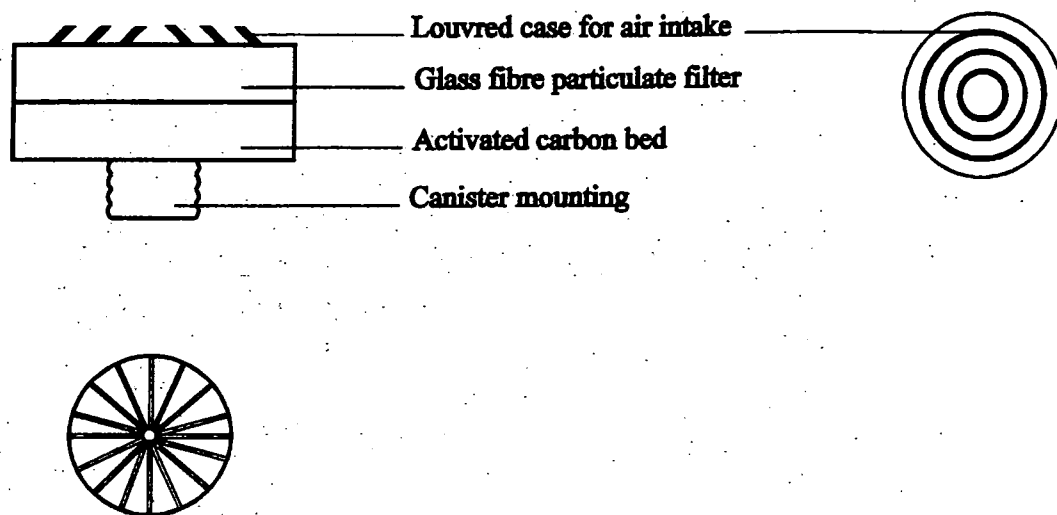 Louvred case for air intake
Glass fibre particulate filter
Activated carbon bed
Canister mounting